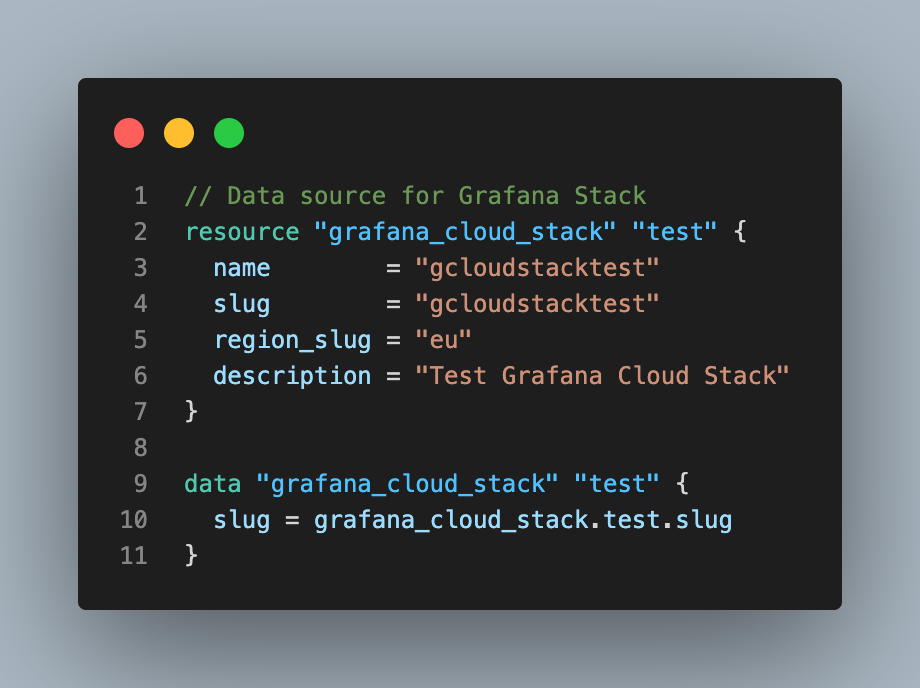 1 // Data source for Grafana Stack
2 resource "grafana_cloud_stack" "test" {
3   name        = "gcloudstacktest"
4   slug        = "gcloudstacktest"
5   region_slug = "eu"
6   description = "Test Grafana Cloud Stack"
7 }
8
9 data "grafana_cloud_stack" "test" {
10   slug = grafana_cloud_stack.test.slug
11 }